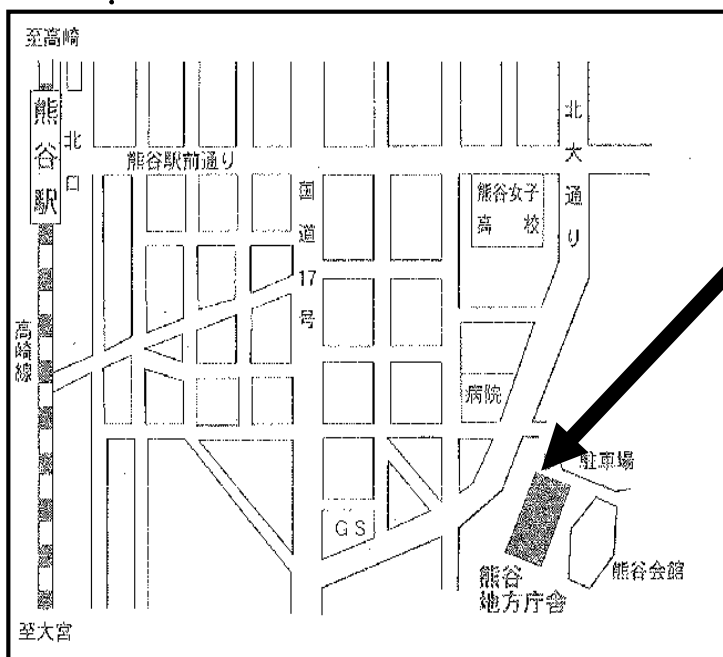 至高崎
熊谷駅
北口
熊谷駅前通り
国道17号
北大通り
熊谷女子
高校
高崎線
病院
駐車場
GS
熊谷会館
熊谷
地方庁舎
至大宮